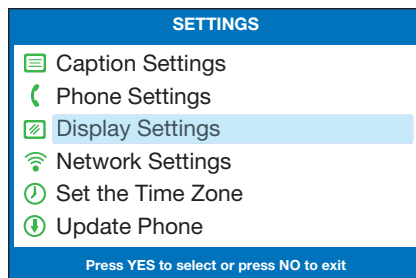 SETTINGS
Caption Settings
Phone Settings
Display Settings
Network Settings
Set the Time Zone
Update Phone
Press YES to select or press NO to exit